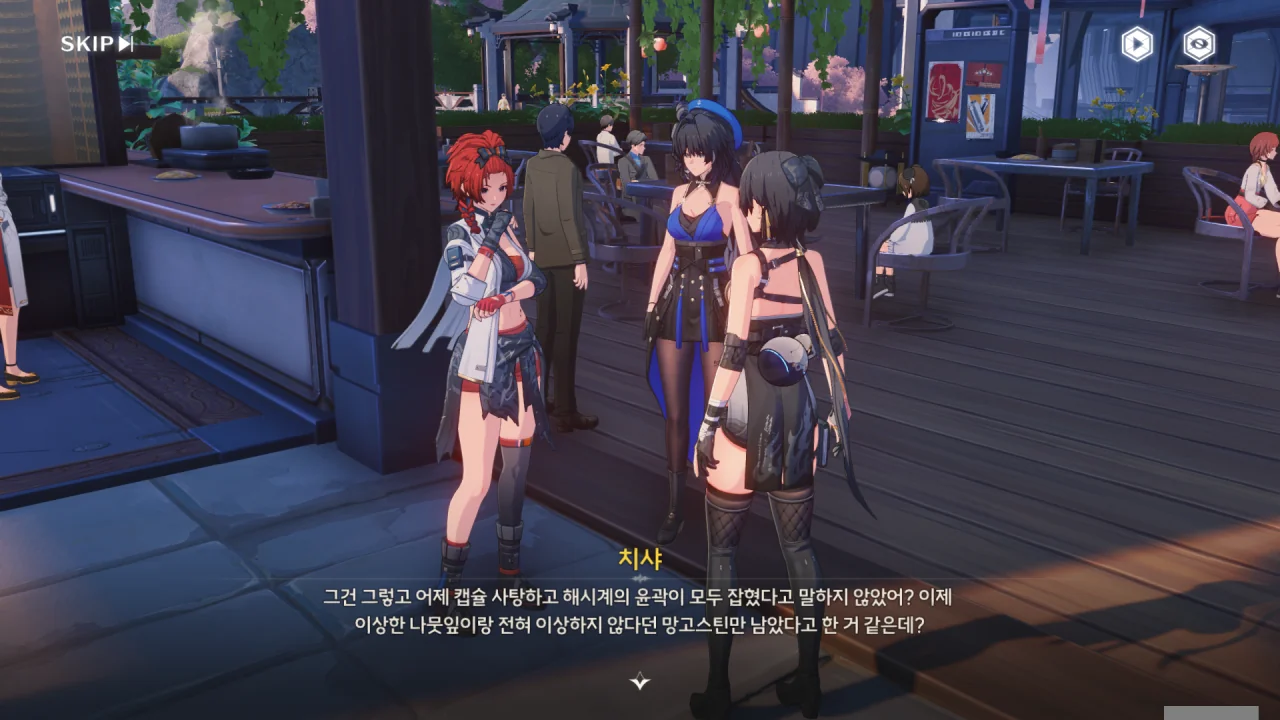 SKIP
치샤
그건 그렇고 어제 캡슐 사탕하고 해시계의 윤곽이 모두 잡혔다고 말하지 않았어? 이제
이상한 나뭇잎이랑 전혀 이상하지 않다던 망고스틴만 남았다고 한 거 같은데?